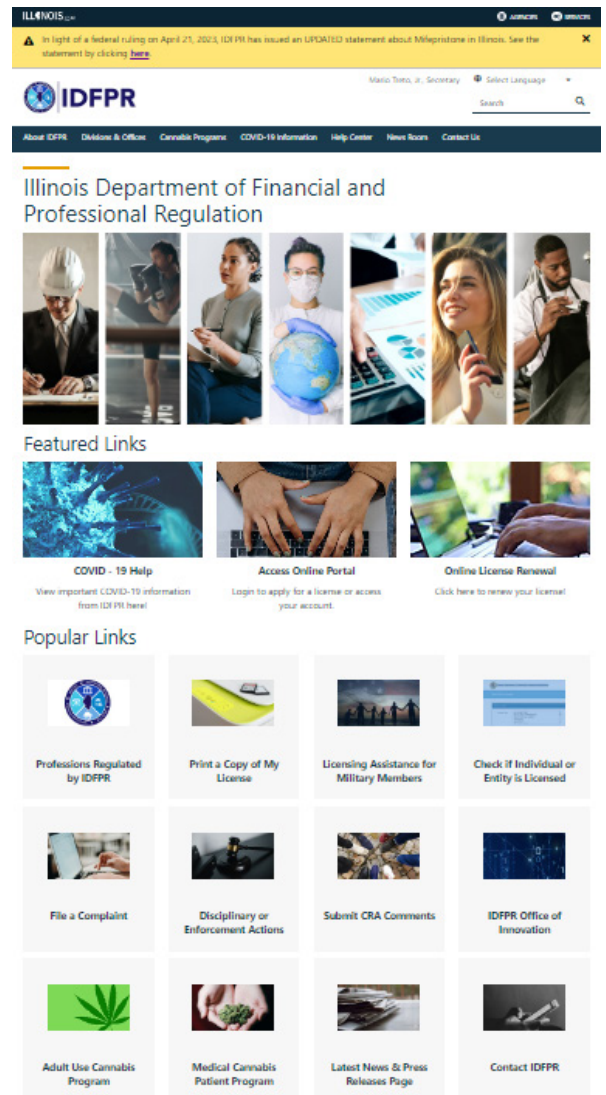 ILLINOIS.GOV
AGENCIES
SERVICES
In light of a federal ruling on April 21, 2023, IDFPR has issued an UPDATED statement about Mifepristone in Illinois. See the
statement by clicking here.
Mario Treto, Jr., Secretary
Select Language
IDFPR
Search
About IDFPR
Divisions & Offices
Cannabis Programs
COVID-19 Information
Help Center
News Room
Contact Us
Illinois Department of Financial and
Professional Regulation
Featured Links
COVID - 19 Help
View important COVID-19 information
from IDFPR here!
Access Online Portal
Login to apply for a license or access
your account.
Online License Renewal
Click here to renew your license!
Popular Links
Professions Regulated
by IDFPR
Print a Copy of My
License
Licensing Assistance for
Military Members
Check if Individual or
Entity is Licensed
File a Complaint
Disciplinary or
Enforcement Actions
Submit CRA Comments
IDFPR Office of
Innovation
Adult Use Cannabis
Program
Medical Cannabis
Patient Program
Latest News & Press
Releases Page
Contact IDFPR